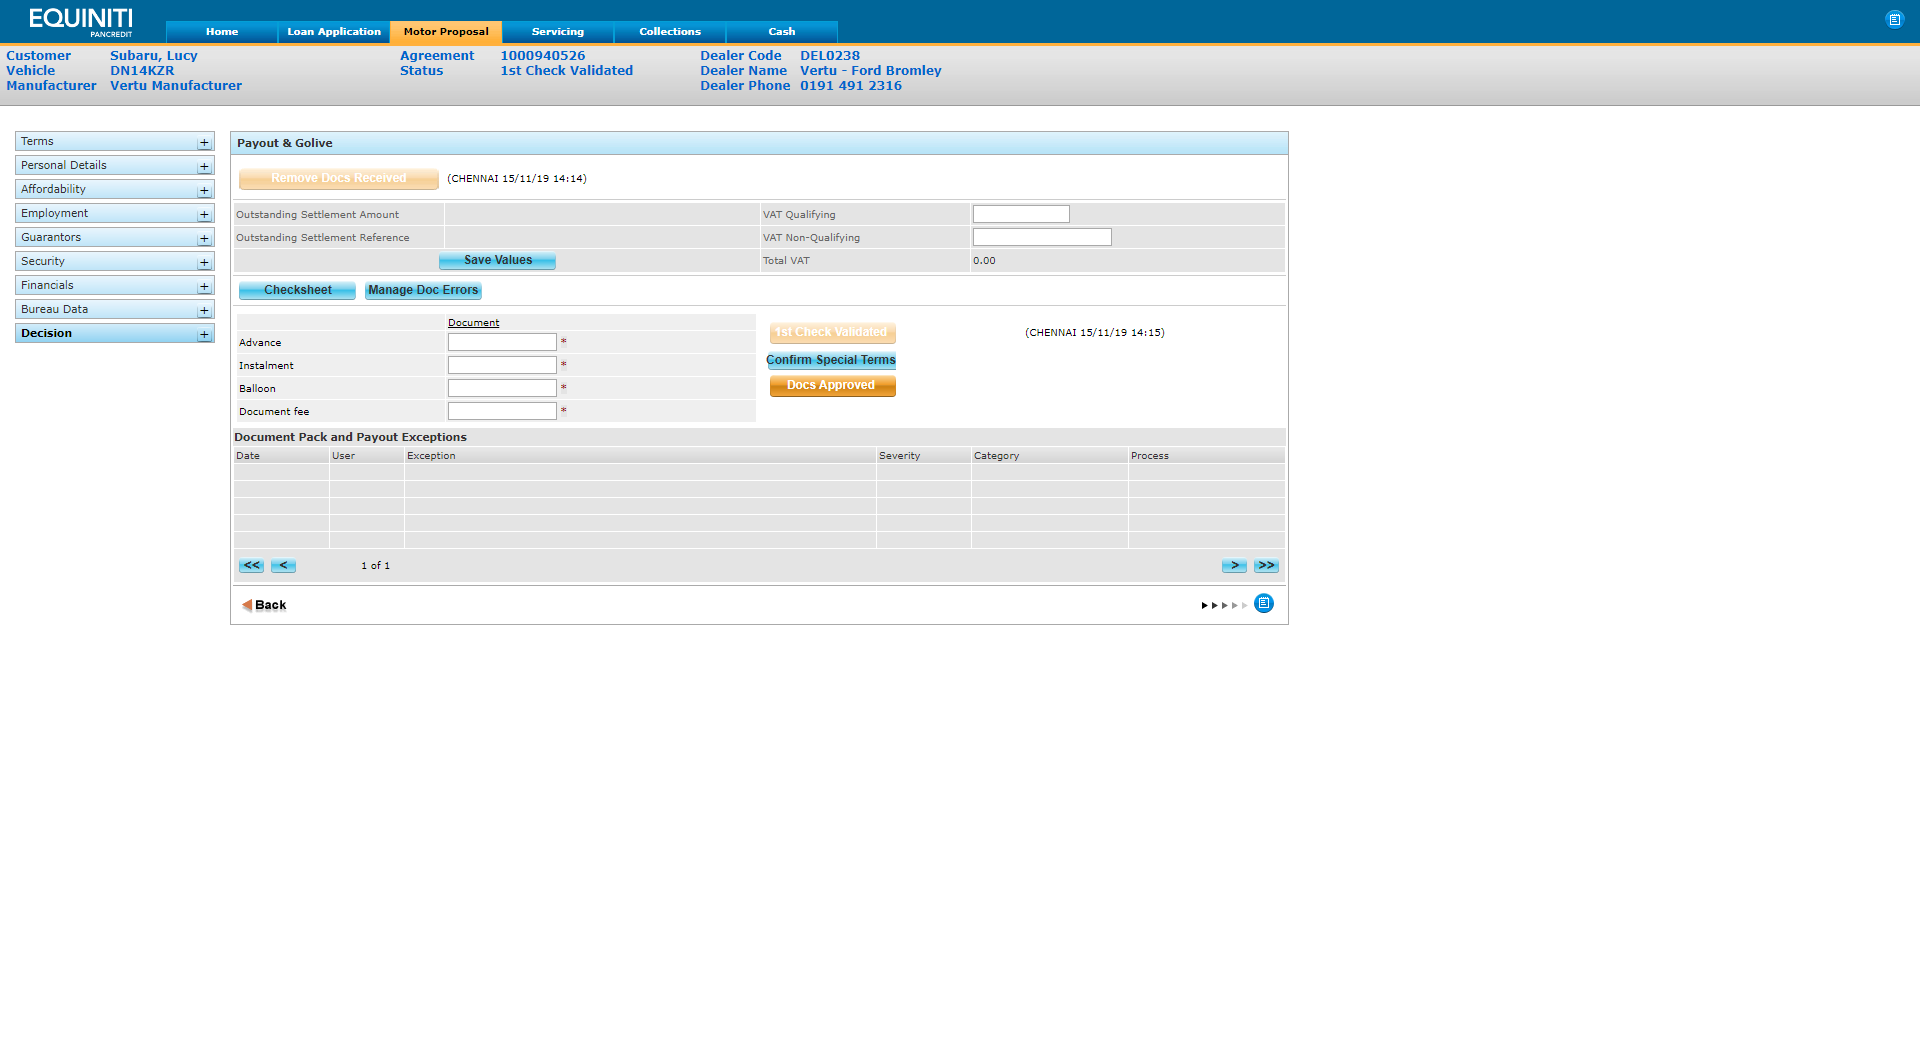 EQUINITI
PANCREDIT
Home Loan Application Motor Proposal Servicing Collections Cash
Customer Subaru, Lucy Agreement 1000940526 Dealer Code DEL0238
Vehicle DN14KZR Status 1st Check Validated Dealer Name Vertu - Ford Bromley
Manufacturer Vertu Manufacturer Dealer Phone 0191 491 2316
Terms +
Personal Details +
Affordability +
Employment +
Guarantors +
Security +
Financials +
Bureau Data +
Decision +
Payout & Golive
Remove Docs Received (CHENNAI 15/11/19 14:14)
Outstanding Settlement Amount VAT Qualifying
Outstanding Settlement Reference VAT Non-Qualifying
Save Values Total VAT 0.00
Checksheet Manage Doc Errors
Document
Advance *
Instalment *
Balloon *
Document fee *
1st Check Validated (CHENNAI 15/11/19 14:15)
Confirm Special Terms
Docs Approved
Document Pack and Payout Exceptions
Date User Exception Severity Category Process
<< < 1 of 1 > >>
Back